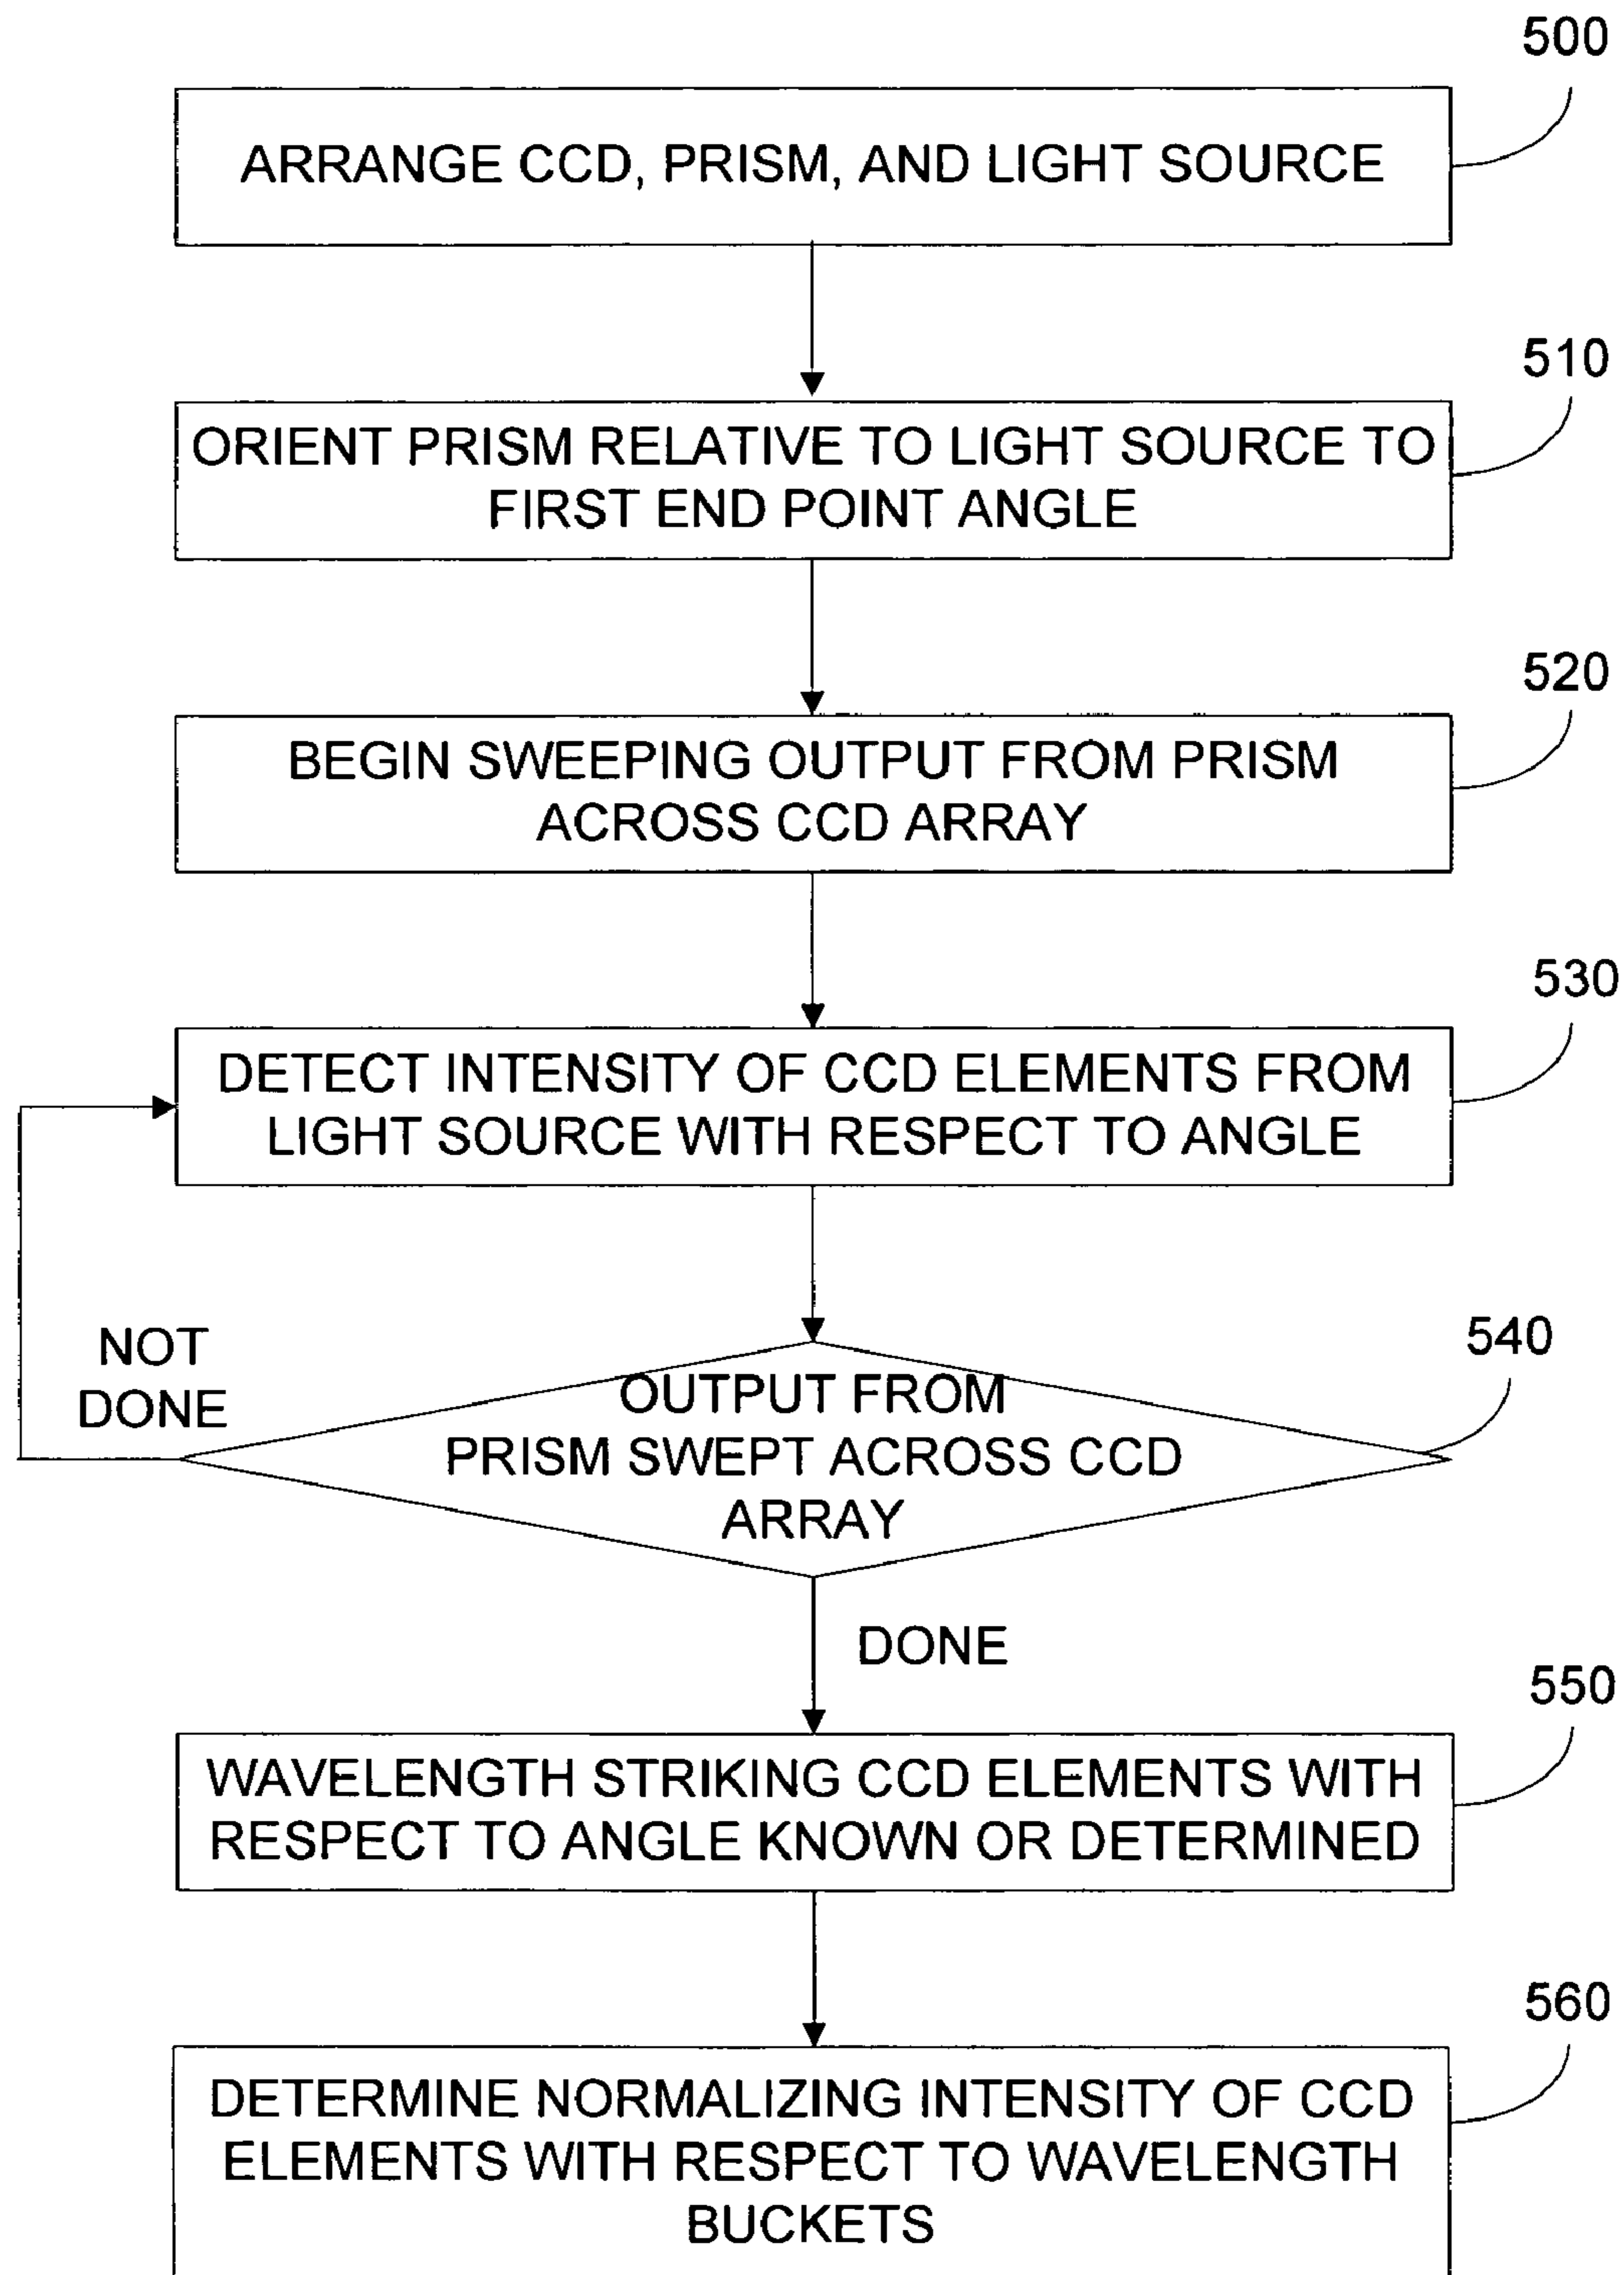 500
ARRANGE CCD, PRISM, AND LIGHT SOURCE
510
ORIENT PRISM RELATIVE TO LIGHT SOURCE TO
FIRST END POINT ANGLE
520
BEGIN SWEEPING OUTPUT FROM PRISM
ACROSS CCD ARRAY
530
DETECT INTENSITY OF CCD ELEMENTS FROM
LIGHT SOURCE WITH RESPECT TO ANGLE
540
NOT
DONE
OUTPUT FROM
PRISM SWEPT ACROSS CCD
ARRAY
DONE
550
WAVELENGTH STRIKING CCD ELEMENTS WITH
RESPECT TO ANGLE KNOWN OR DETERMINED
560
DETERMINE NORMALIZING INTENSITY OF CCD
ELEMENTS WITH RESPECT TO WAVELENGTH
BUCKETS